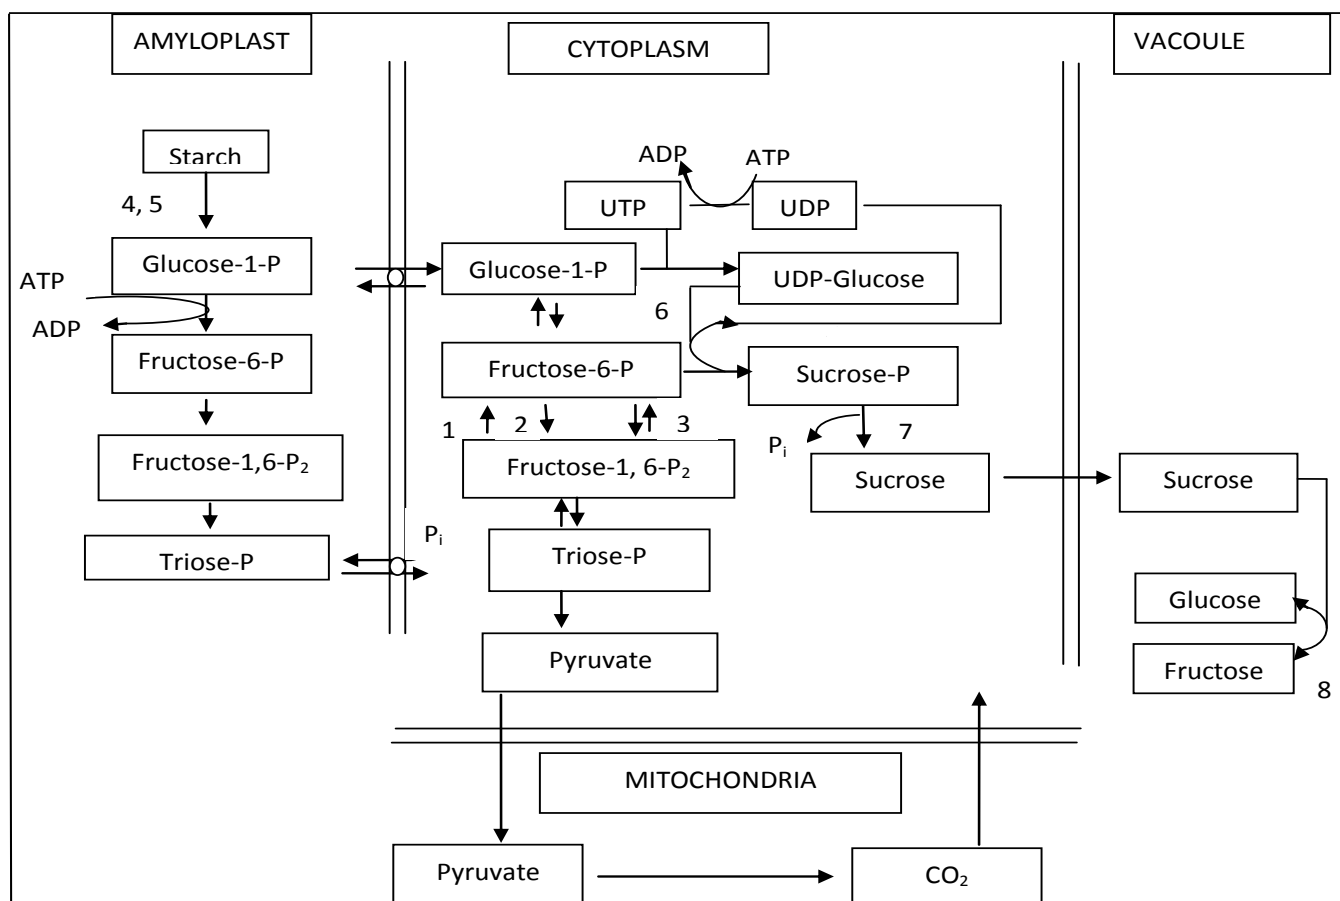 AMYLOPLAST
CYTOPLASM
VACOULE
Starch
ADP
ATP
UTP
UDP
4, 5
Glucose-1-P
Glucose-1-P
UDP-Glucose
ATP
6
ADP
Fructose-6-P
Fructose-6-P
Sucrose-P
1
2
3
7
Pi
Fructose-1,6-P₂
Fructose-1, 6-P₂
Sucrose
Sucrose
Pi
Triose-P
Triose-P
Glucose
Pyruvate
Fructose
8
MITOCHONDRIA
Pyruvate
CO₂